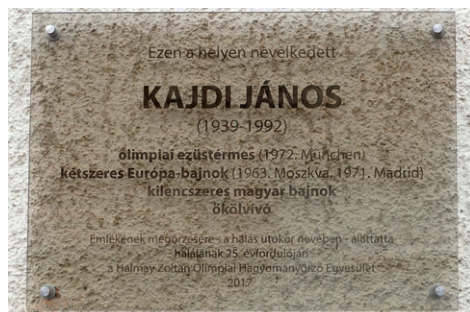 Ezen a helyen nevelkedett
KAJDI JÁNOS
(1939-1992)
olimpiai ezüstérmes (1972. München)
kétszeres Európa-bajnok (1963. Moszkva, 1971. Madrid)
kilencszeres magyar bajnok
ökölvívó
Emlékének megőrzésére - a hálás utókor nevében - állíttatta
halálának 25. évfordulóján
a Halmay Zoltán Olimpiai Hagyományőrző Egyesület
2017